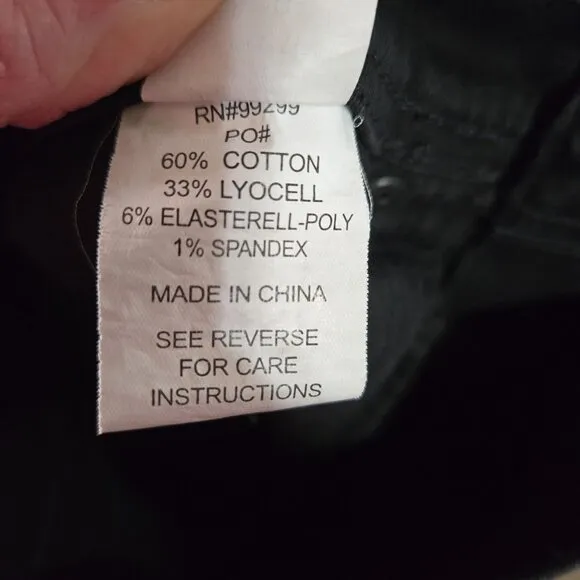 RN#99299
PO#
60% COTTON
33% LYOCELL
6% ELASTERELL-POLY
1% SPANDEX
MADE IN CHINA
SEE REVERSE
FOR CARE
INSTRUCTIONS